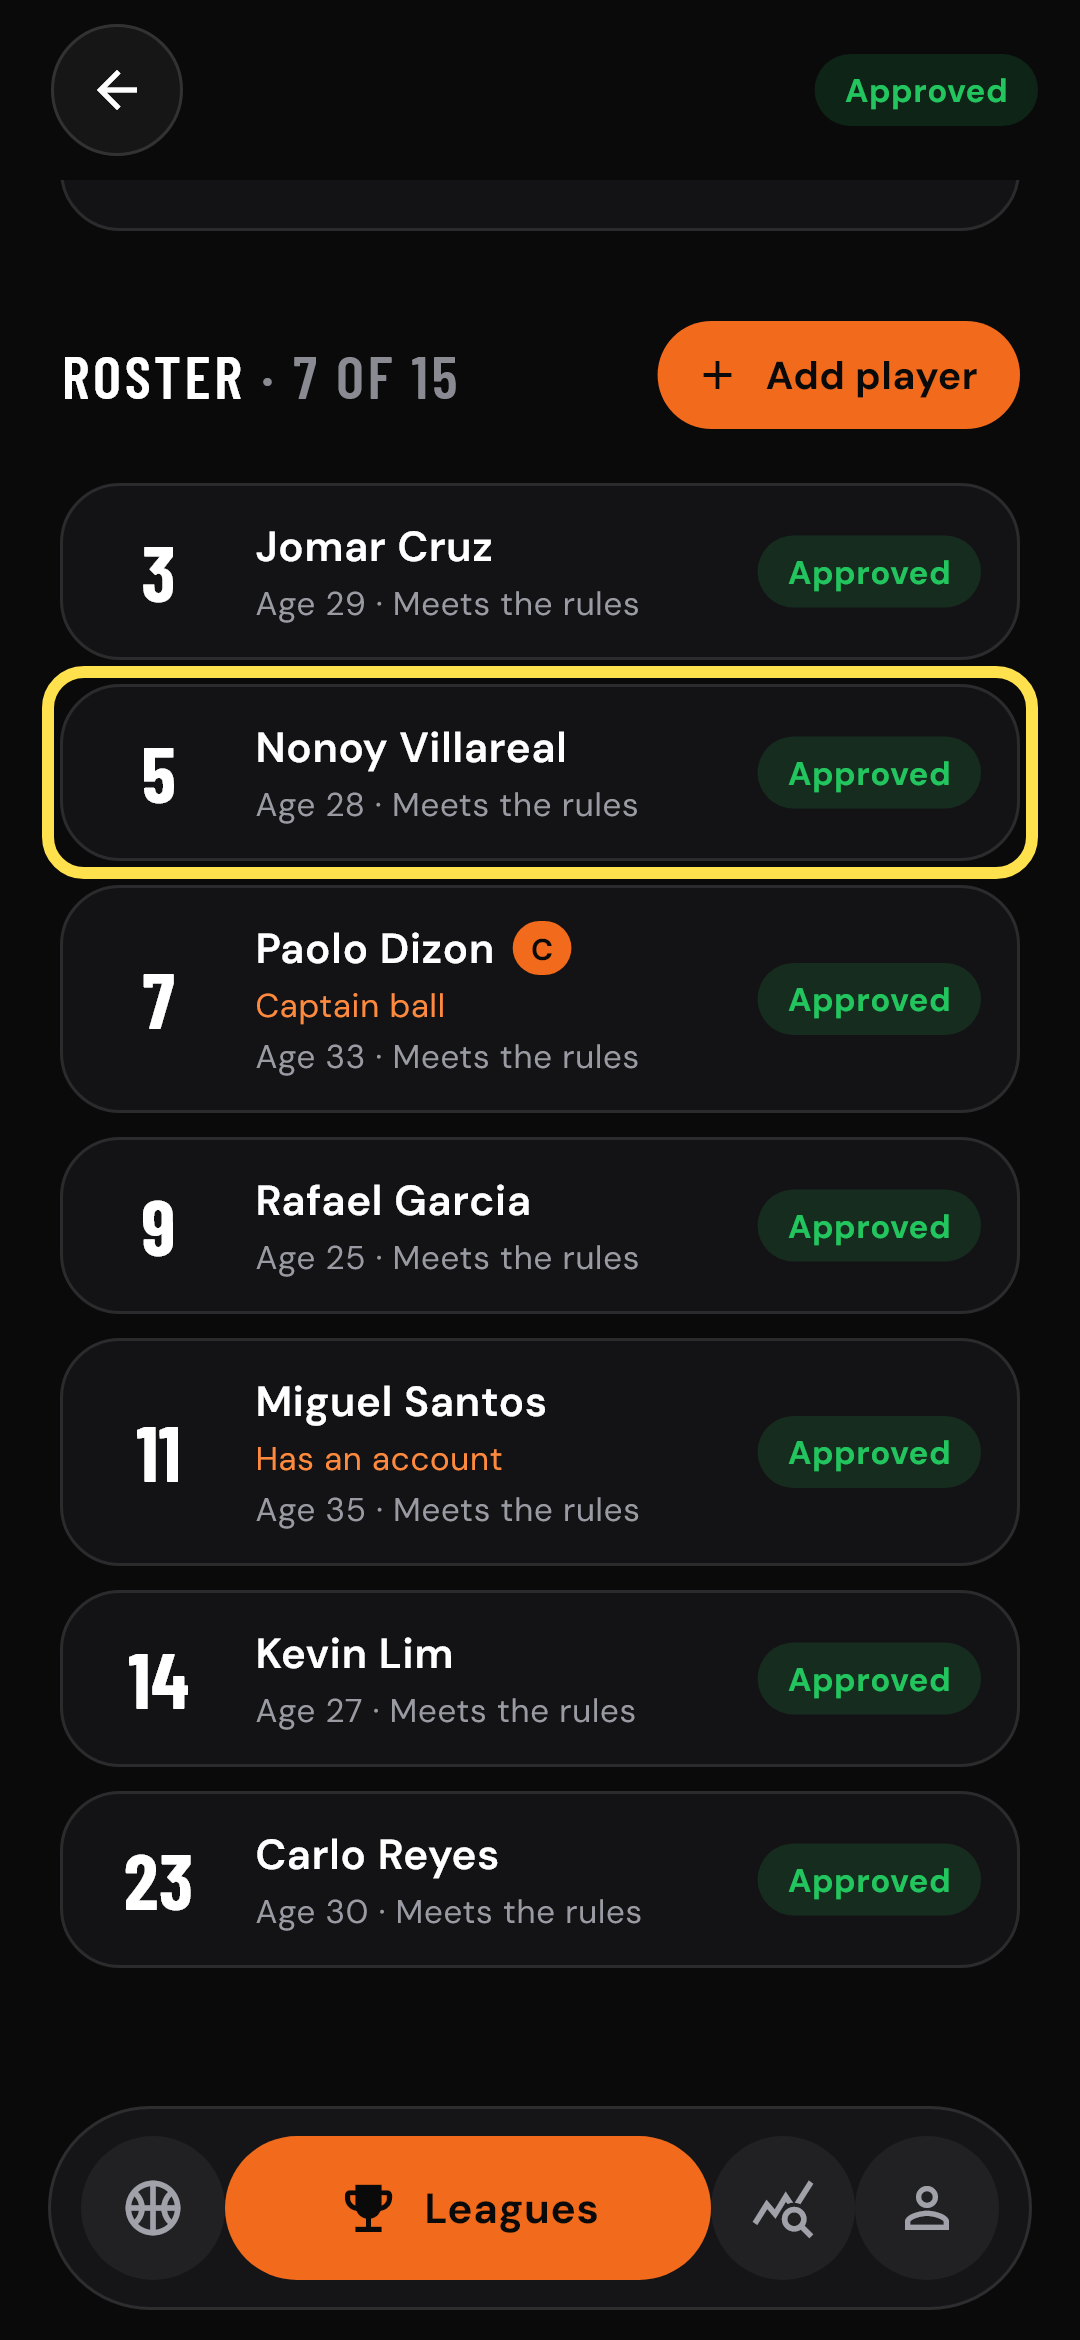 Approved
ROSTER · 7 OF 15
+ Add player
3
Jomar Cruz
Age 29 · Meets the rules
Approved
5
Nonoy Villareal
Age 28 · Meets the rules
Approved
7
Paolo Dizon C
Captain ball
Age 33 · Meets the rules
Approved
9
Rafael Garcia
Age 25 · Meets the rules
Approved
11
Miguel Santos
Has an account
Age 35 · Meets the rules
Approved
14
Kevin Lim
Age 27 · Meets the rules
Approved
23
Carlo Reyes
Age 30 · Meets the rules
Approved
Leagues